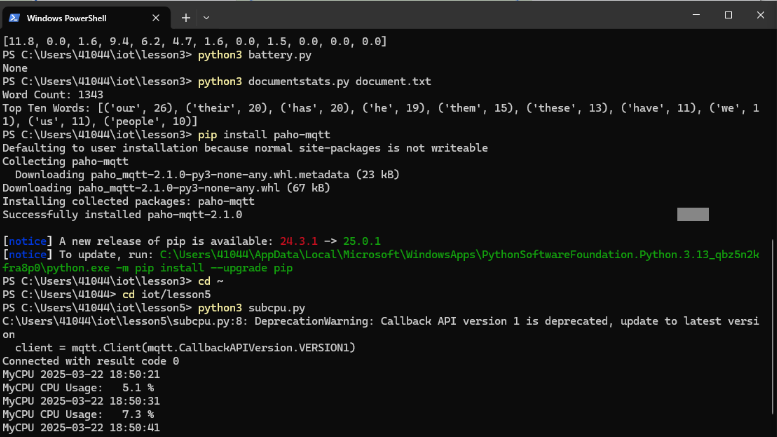 Windows PowerShell
[11.8, 0.0, 1.6, 9.4, 6.2, 4.7, 1.6, 0.0, 1.5, 0.0, 0.0, 0.0]
PS C:\Users\41044\iot\lesson3> python3 battery.py
None
PS C:\Users\41044\iot\lesson3> python3 documentstats.py document.txt
Word Count: 1343
Top Ten Words: [('our', 26), ('their', 20), ('has', 20), ('he', 19), ('them', 15), ('these', 13), ('have', 11), ('we', 1
1), ('us', 11), ('people', 10)]
PS C:\Users\41044\iot\lesson3> pip install paho-mqtt
Defaulting to user installation because normal site-packages is not writeable
Collecting paho-mqtt
  Downloading paho_mqtt-2.1.0-py3-none-any.whl.metadata (23 kB)
Downloading paho_mqtt-2.1.0-py3-none-any.whl (67 kB)
Installing collected packages: paho-mqtt
Successfully installed paho-mqtt-2.1.0
[notice] A new release of pip is available: 24.3.1 -> 25.0.1
[notice] To update, run: C:\Users\41044\AppData\Local\Microsoft\WindowsApps\PythonSoftwareFoundation.Python.3.13_qbz5n2k
fra8p0\python.exe -m pip install --upgrade pip
PS C:\Users\41044\iot\lesson3> cd ~
PS C:\Users\41044> cd iot/lesson5
PS C:\Users\41044\iot\lesson5> python3 subcpu.py
C:\Users\41044\iot\lesson5\subcpu.py:8: DeprecationWarning: Callback API version 1 is deprecated, update to latest versi
on
  client = mqtt.Client(mqtt.CallbackAPIVersion.VERSION1)
Connected with result code 0
MyCPU 2025-03-22 18:50:21
MyCPU CPU Usage:   5.1 %
MyCPU 2025-03-22 18:50:31
MyCPU CPU Usage:   7.3 %
MyCPU 2025-03-22 18:50:41